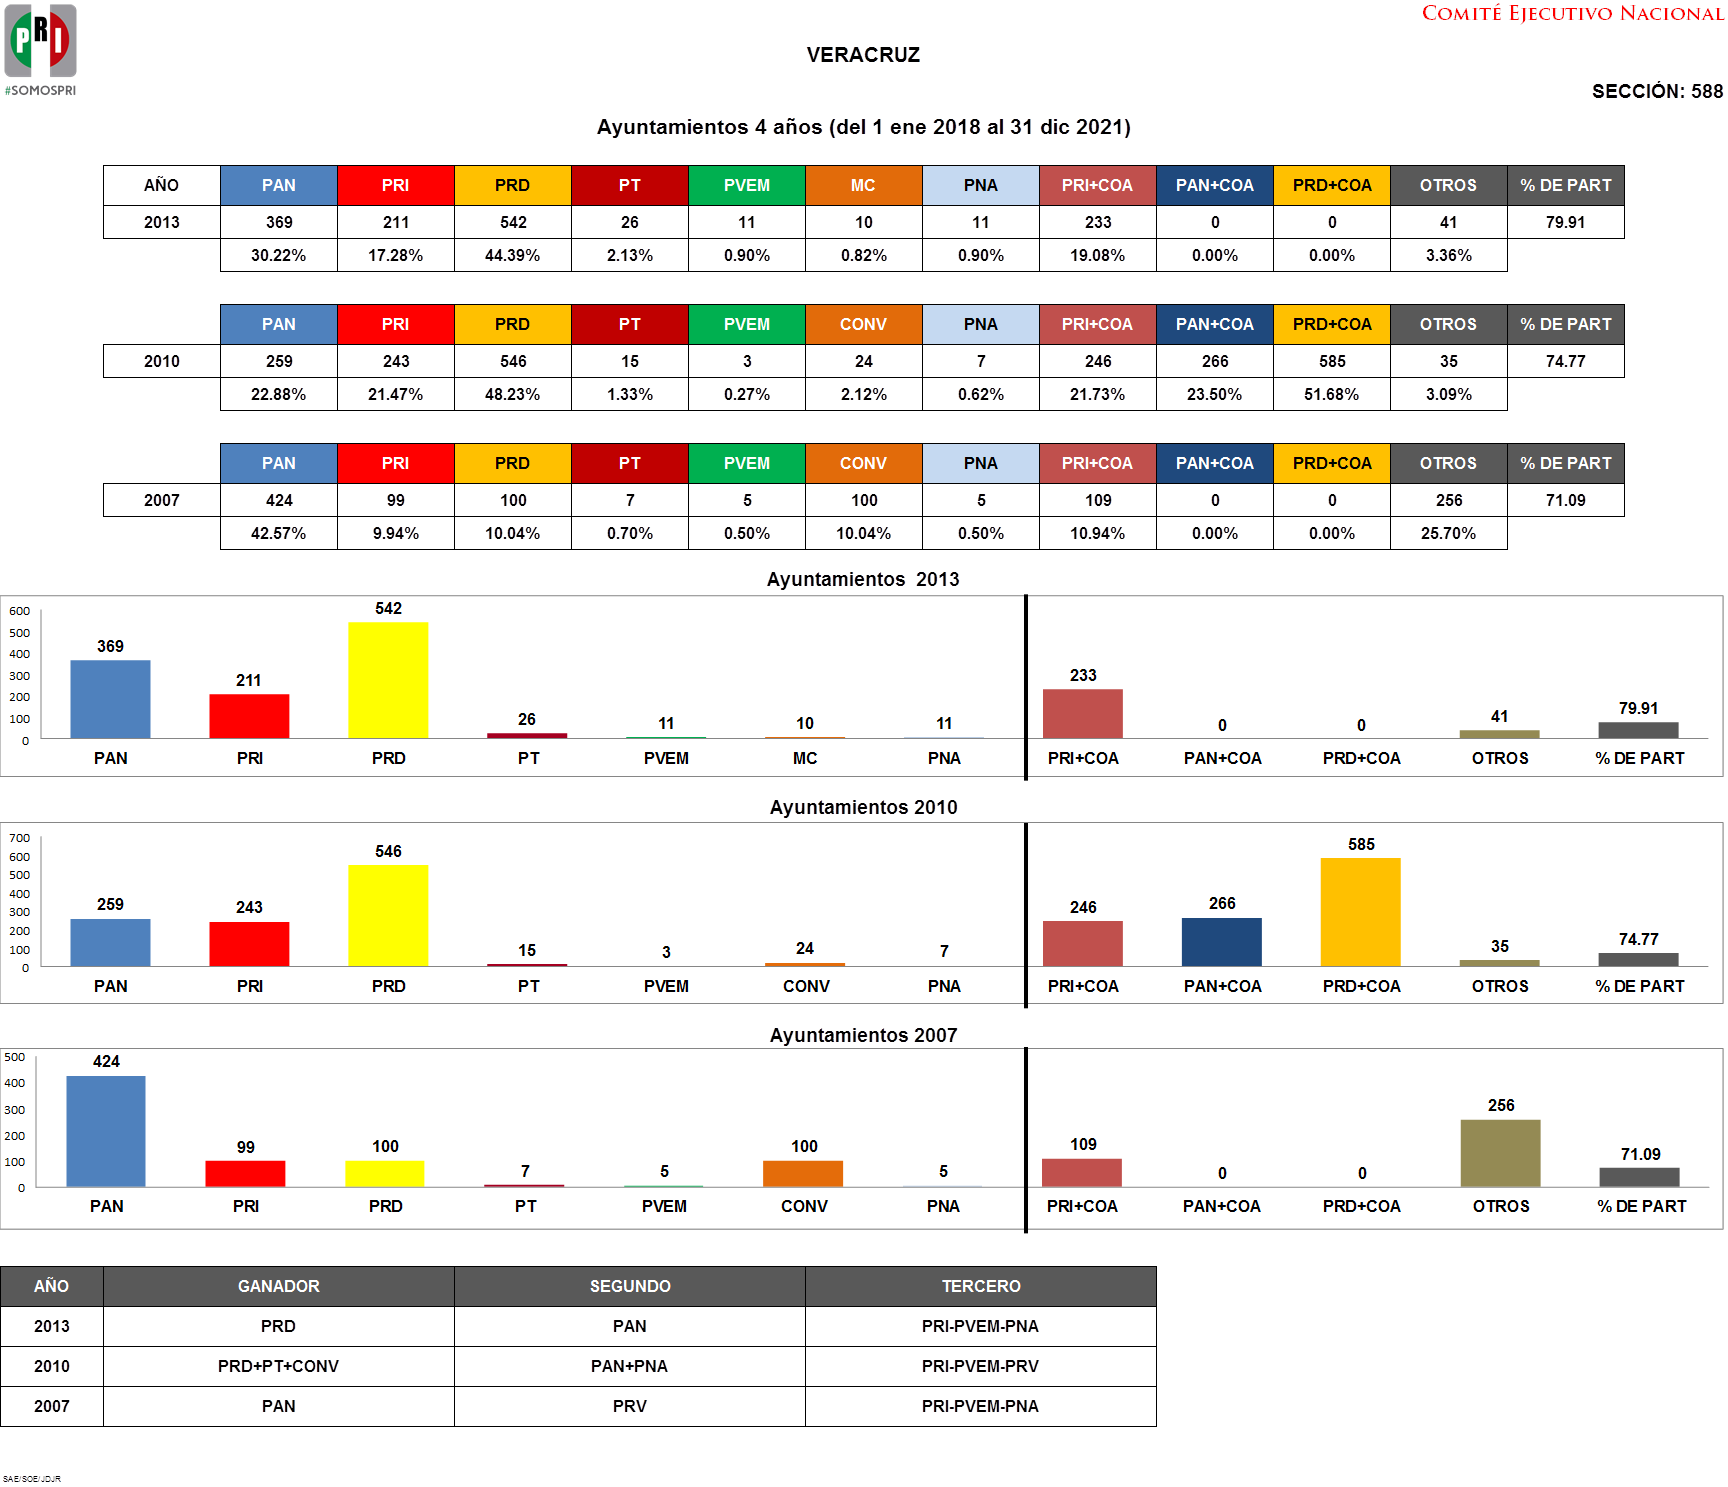 PRI
#SOMOSPRI
COMITÉ EJECUTIVO NACIONAL
VERACRUZ
SECCIÓN: 588
Ayuntamientos 4 años (del 1 ene 2018 al 31 dic 2021)
AÑO PAN PRI PRD PT PVEM MC PNA PRI+COA PAN+COA PRD+COA OTROS % DE PART
2013 369 211 542 26 11 10 11 233 0 0 41 79.91
30.22% 17.28% 44.39% 2.13% 0.90% 0.82% 0.90% 19.08% 0.00% 0.00% 3.36%
PAN PRI PRD PT PVEM CONV PNA PRI+COA PAN+COA PRD+COA OTROS % DE PART
2010 259 243 546 15 3 24 7 246 266 585 35 74.77
22.88% 21.47% 48.23% 1.33% 0.27% 2.12% 0.62% 21.73% 23.50% 51.68% 3.09%
PAN PRI PRD PT PVEM CONV PNA PRI+COA PAN+COA PRD+COA OTROS % DE PART
2007 424 99 100 7 5 100 5 109 0 0 256 71.09
42.57% 9.94% 10.04% 0.70% 0.50% 10.04% 0.50% 10.94% 0.00% 0.00% 25.70%
Ayuntamientos 2013
600
500
400
300
200
100
0
369 211 542 26 11 10 11 233 0 0 41 79.91
PAN PRI PRD PT PVEM MC PNA PRI+COA PAN+COA PRD+COA OTROS % DE PART
Ayuntamientos 2010
700
600
500
400
300
200
100
0
259 243 546 15 3 24 7 246 266 585 35 74.77
PAN PRI PRD PT PVEM CONV PNA PRI+COA PAN+COA PRD+COA OTROS % DE PART
Ayuntamientos 2007
500
400
300
200
100
0
424 99 100 7 5 100 5 109 0 0 256 71.09
PAN PRI PRD PT PVEM CONV PNA PRI+COA PAN+COA PRD+COA OTROS % DE PART
AÑO GANADOR SEGUNDO TERCERO
2013 PRD PAN PRI-PVEM-PNA
2010 PRD+PT+CONV PAN+PNA PRI-PVEM-PRV
2007 PAN PRV PRI-PVEM-PNA
SAE/SOE/JDJR